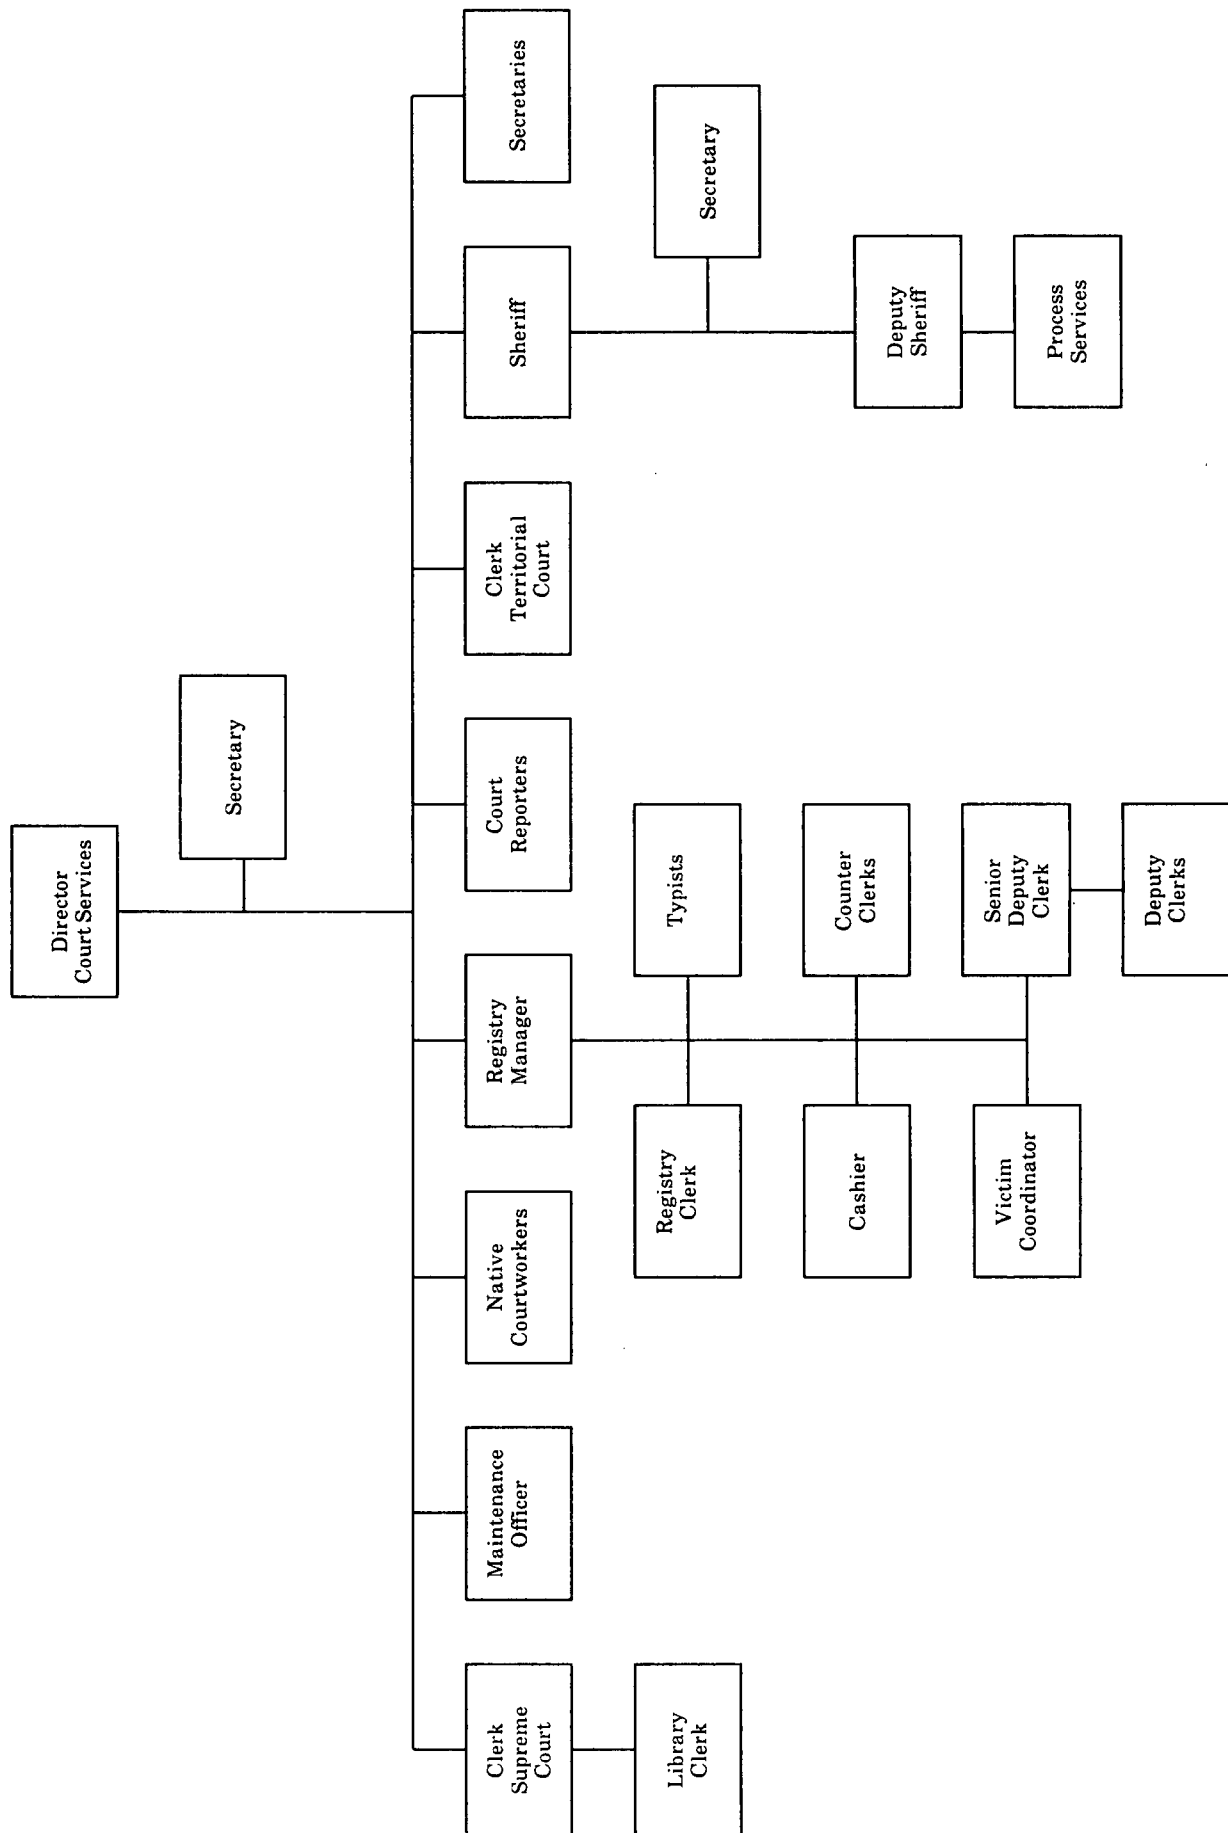 Director
Court Services
Secretary
Clerk
Supreme
Court
Maintenance
Officer
Native
Courtworkers
Registry
Manager
Court
Reporters
Clerk
Territorial
Court
Sheriff
Secretaries
Library
Clerk
Registry
Clerk
Typists
Secretary
Cashier
Counter
Clerks
Deputy
Sheriff
Victim
Coordinator
Senior
Deputy
Clerk
Process
Services
Deputy
Clerks